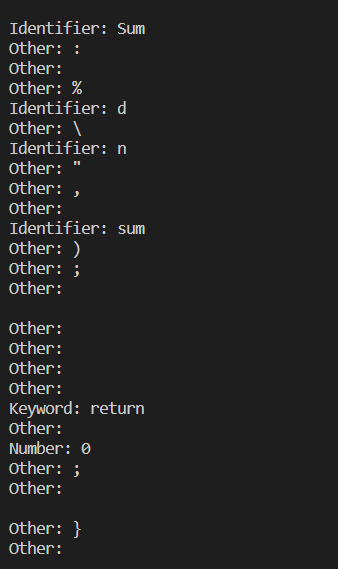 Identifier: Sum
Other: :
Other:
Other: %
Identifier: d
Other: \
Identifier: n
Other: "
Other: ,
Other:
Identifier: sum
Other: )
Other: ;
Other:

Other:
Other:
Other:
Other:
Keyword: return
Other:
Number: 0
Other: ;
Other:

Other: }
Other: